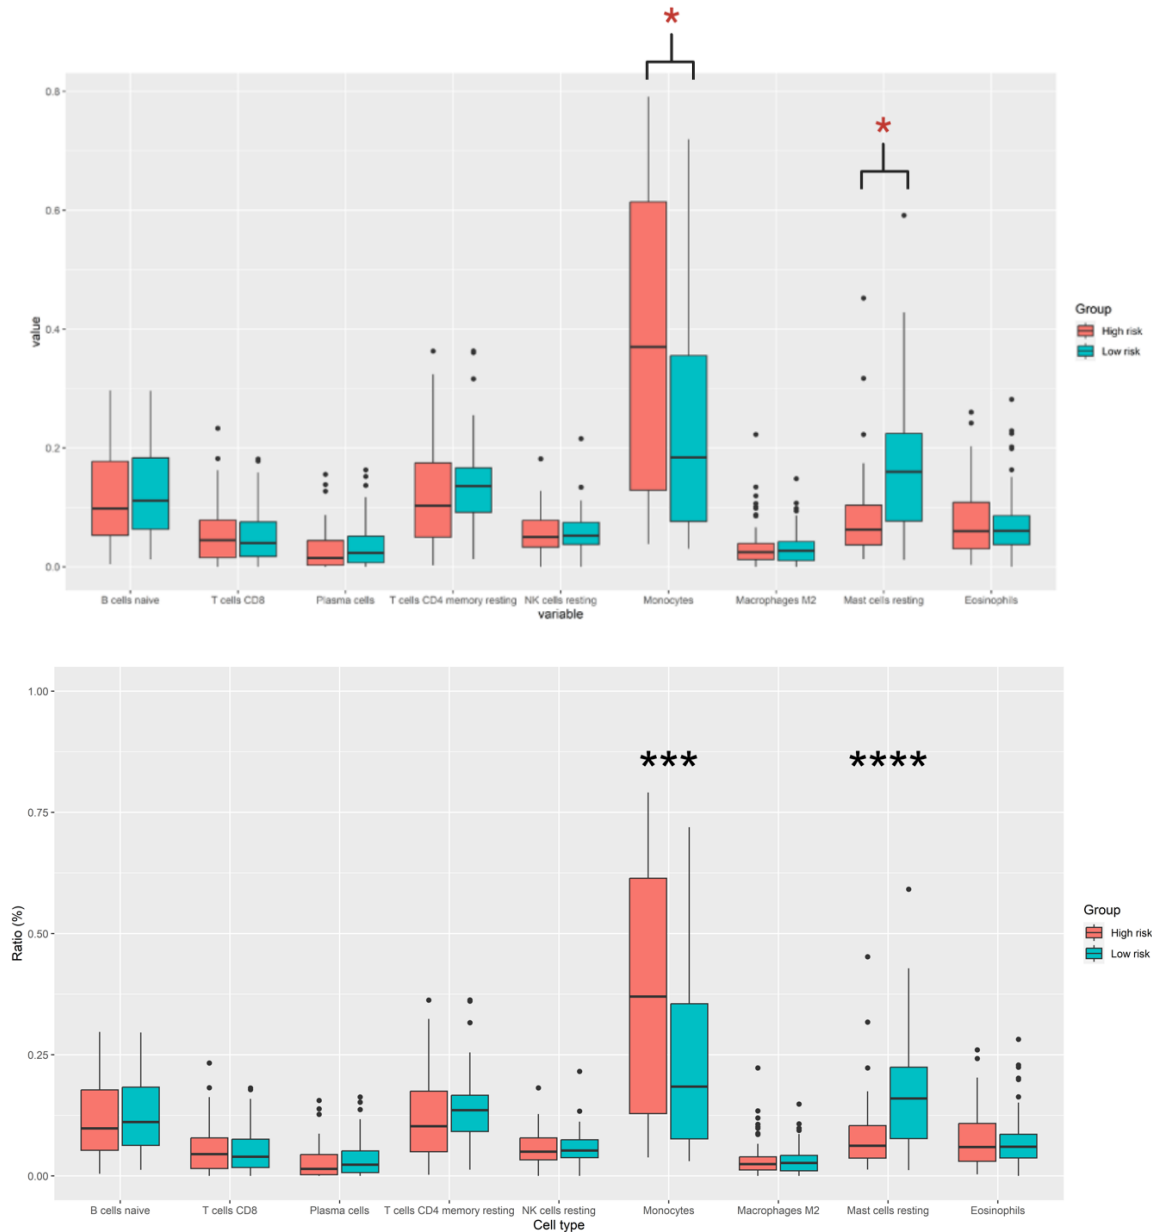 *
*
0.8
0.6
0.4
0.2
0.0
value
B cells naive T cells CD8 Plasma cells T cells CD4 memory resting NK cells resting Monocytes Macrophages M2 Mast cells resting Eosinophils
variable
Group
High risk
Low risk
*** ****
1.00
0.75
0.50
0.25
0.00
Ratio (%)
B cells naive T cells CD8 Plasma cells T cells CD4 memory resting NK cells resting Monocytes Macrophages M2 Mast cells resting Eosinophils
Cell type
Group
High risk
Low risk